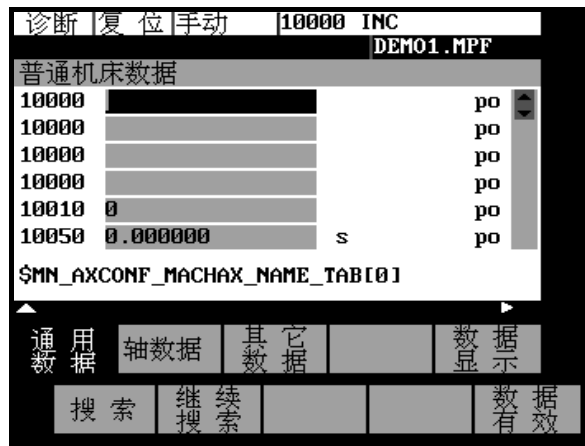 诊断 复 位 手动 10000 INC
DEMO1.MPF
普通机床数据
10000 po
10000 po
10000 po
10000 po
10010 0 po
10050 0.000000 s po
$MN_AXCONF_MACHAX_NAME_TAB[0]
通 用 数 据 轴数据 其 它 数 据 数 据 显 示
搜 索 继 续 搜 索 数 据 有 效